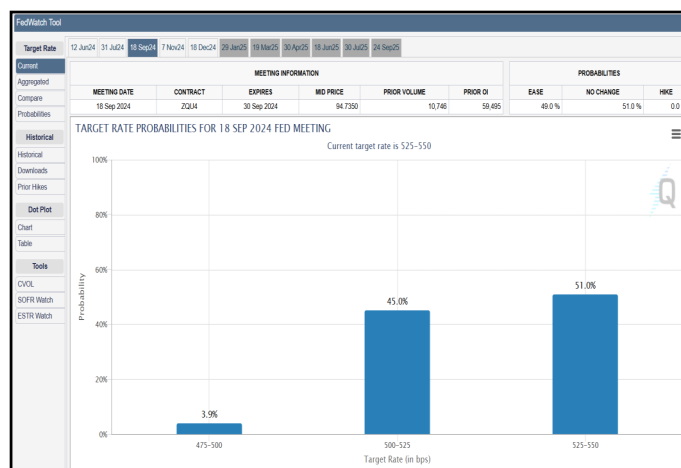 FedWatch Tool
Target Rate
Current
Aggregated
Compare
Probabilities
Historical
Historical
Downloads
Prior Hikes
Dot Plot
Chart
Table
Tools
CVOL
SOFR Watch
ESTR Watch
12 Jun24 31 Jul24 18 Sep24 7 Nov24 18 Dec24 29 Jan25 19 Mar25 30 Apr25 18 Jun25 30 Jul25 24 Sep25
MEETING INFORMATION PROBABILITIES
MEETING DATE CONTRACT EXPIRES MID PRICE PRIOR VOLUME PRIOR OI EASE NO CHANGE HIKE
18 Sep 2024 ZQU4 30 Sep 2024 94.7350 10,746 59,495 49.0 % 51.0 % 0.0
TARGET RATE PROBABILITIES FOR 18 SEP 2024 FED MEETING
Current target rate is 525–550
Q
100%
80%
60%
40%
20%
0%
Probability
3.9%
45.0%
51.0%
475–500 500–525 525–550
Target Rate (in bps)